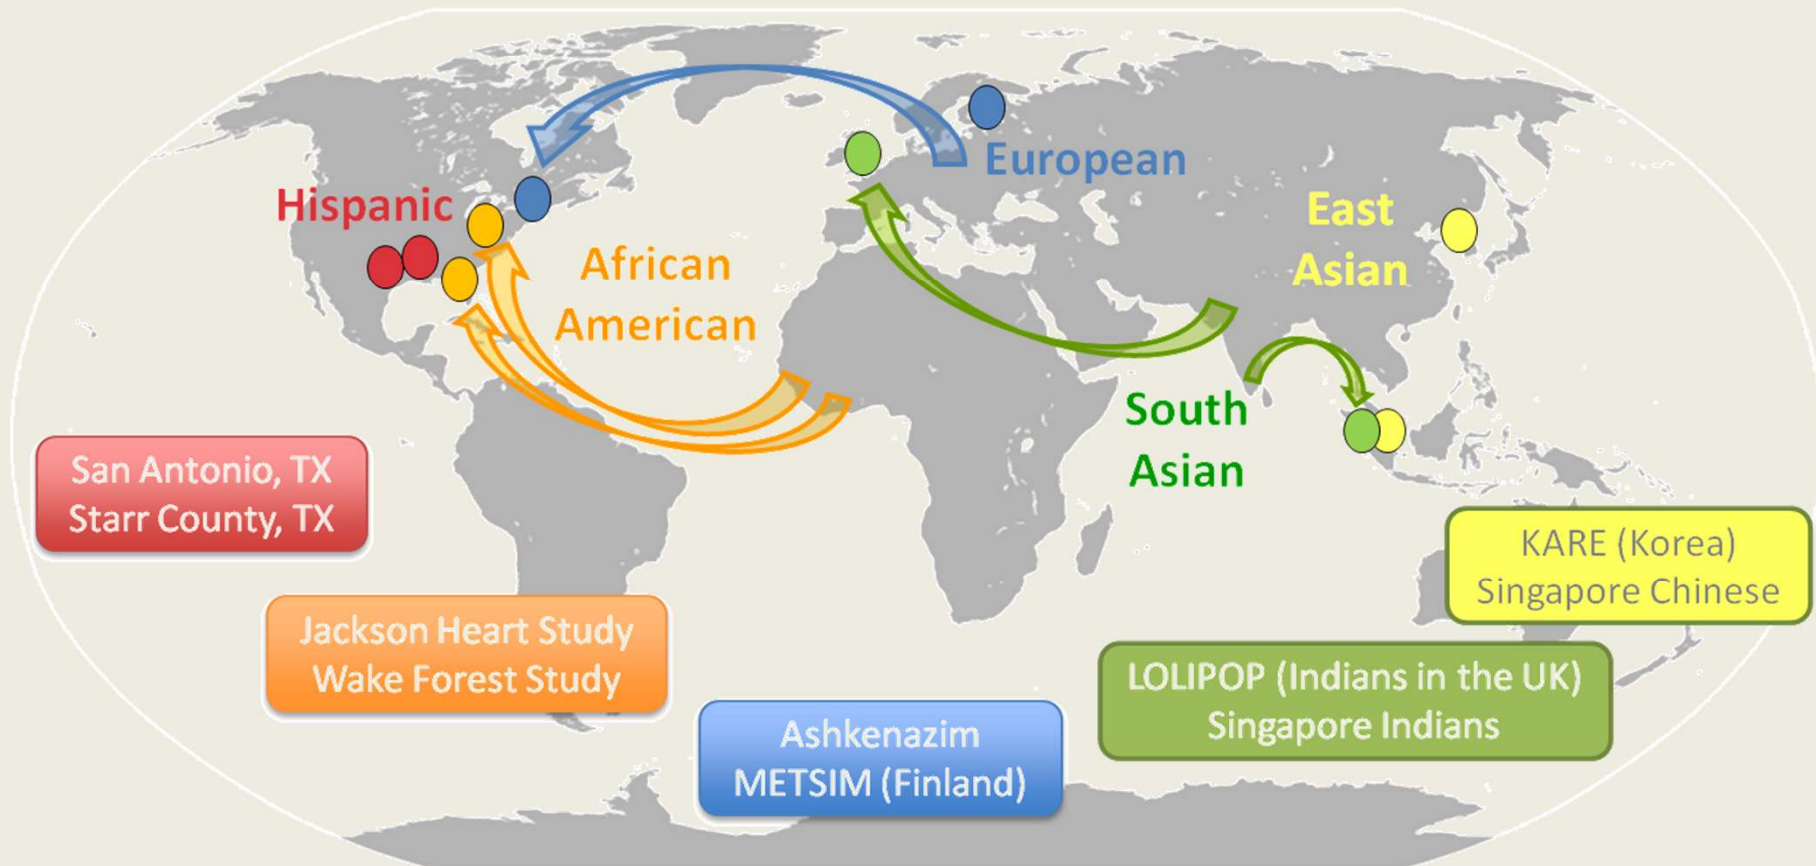 Hispanic
African
American
European
East
Asian
South
Asian
San Antonio, TX
Starr County, TX
Jackson Heart Study
Wake Forest Study
Ashkenazim
METSIM (Finland)
LOLIPOP (Indians in the UK)
Singapore Indians
KARE (Korea)
Singapore Chinese